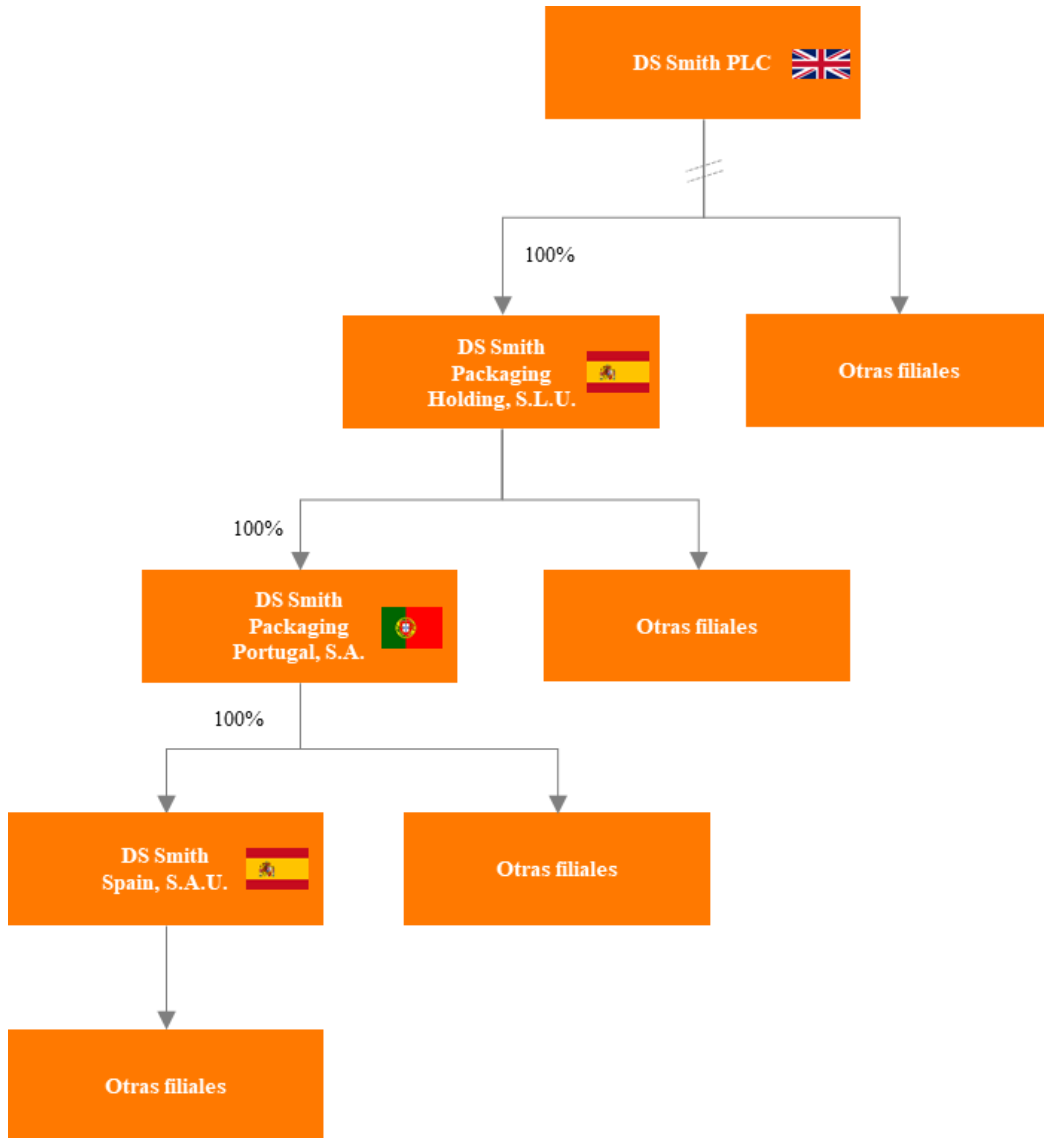 DS Smith PLC
100%
DS Smith
Packaging
Holding, S.L.U.
Otras filiales
100%
DS Smith
Packaging
Portugal, S.A.
Otras filiales
100%
DS Smith
Spain, S.A.U.
Otras filiales
Otras filiales